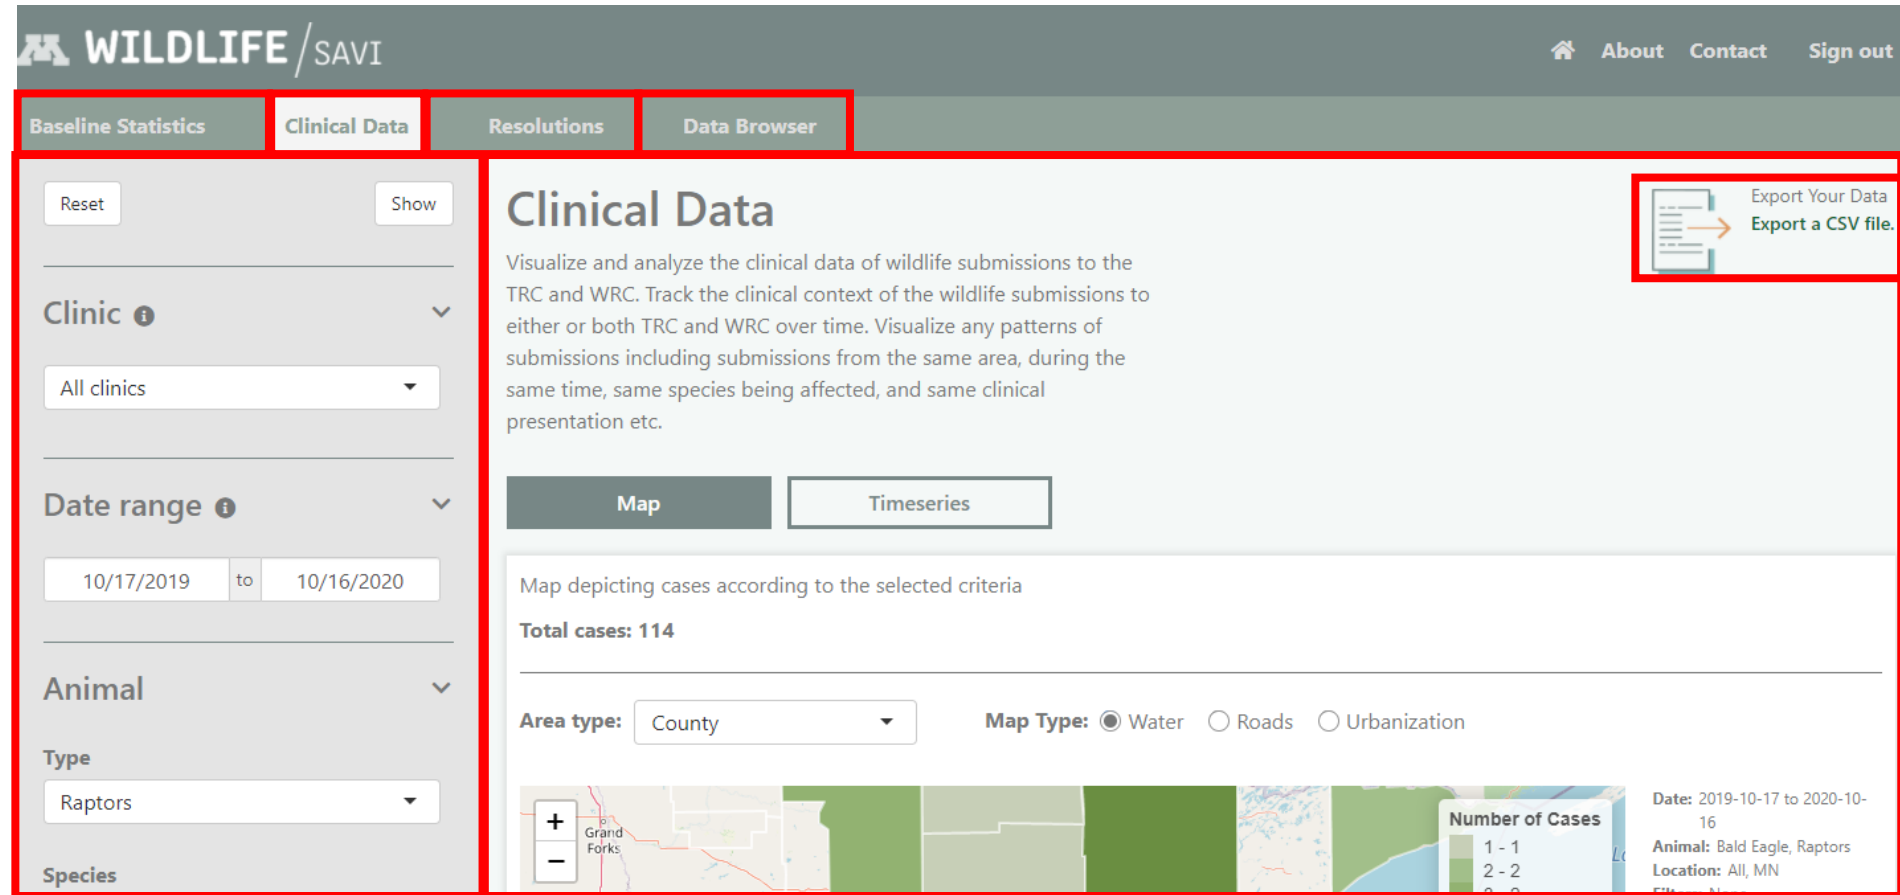 M WILDLIFE/SAVI
About Contact Sign out
Baseline Statistics Clinical Data Resolutions Data Browser
Reset Show
Clinic
All clinics
Date range
10/17/2019 to 10/16/2020
Animal
Type
Raptors
Species
Clinical Data
Visualize and analyze the clinical data of wildlife submissions to the
TRC and WRC. Track the clinical context of the wildlife submissions to
either or both TRC and WRC over time. Visualize any patterns of
submissions including submissions from the same area, during the
same time, same species being affected, and same clinical
presentation etc.
Export Your Data
Export a CSV file.
Map Timeseries
Map depicting cases according to the selected criteria
Total cases: 114
Area type: County Map Type: Water Roads Urbanization
+
−
Grand
Forks
Number of Cases
1 - 1
2 - 2
Date: 2019-10-17 to 2020-10-
16
Animal: Bald Eagle, Raptors
Location: All, MN